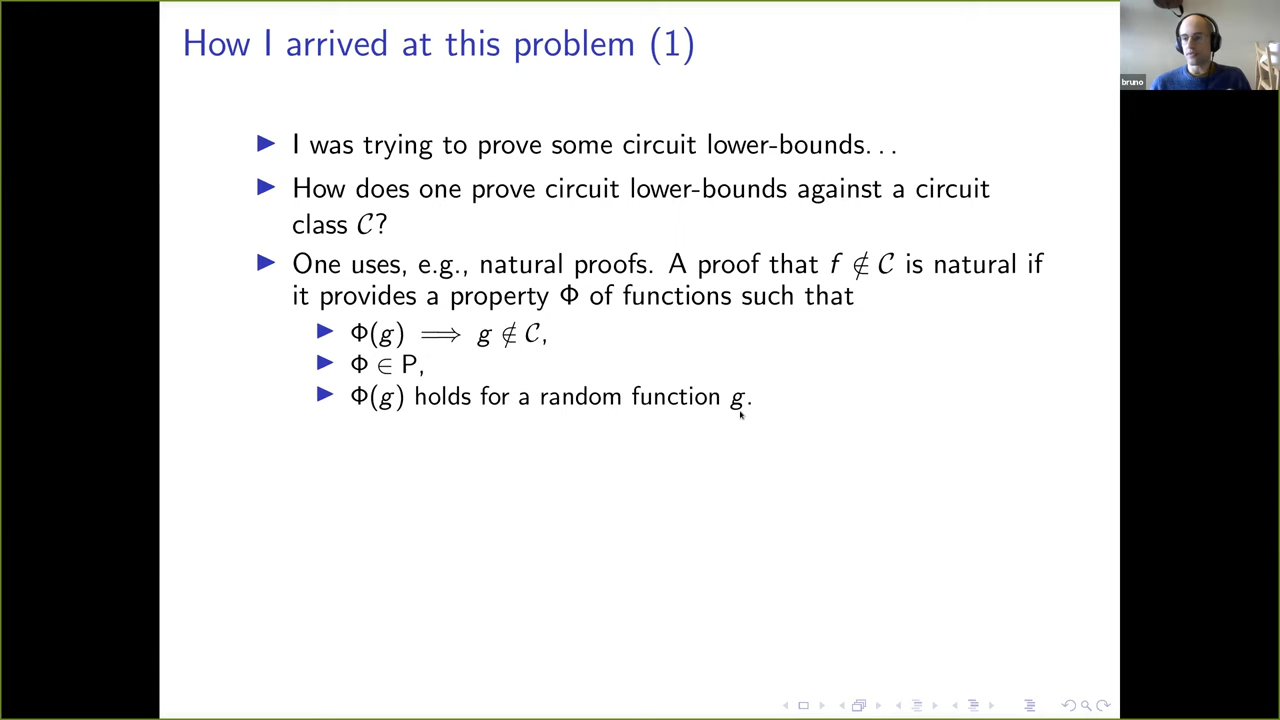 How I arrived at this problem (1)
bruno
▶ I was trying to prove some circuit lower-bounds. . .
▶ How does one prove circuit lower-bounds against a circuit
class 𝒞?
▶ One uses, e.g., natural proofs. A proof that f ∉ 𝒞 is natural if
it provides a property Φ of functions such that
▶ Φ(g) ⟹ g ∉ 𝒞,
▶ Φ ∈ P,
▶ Φ(g) holds for a random function g.